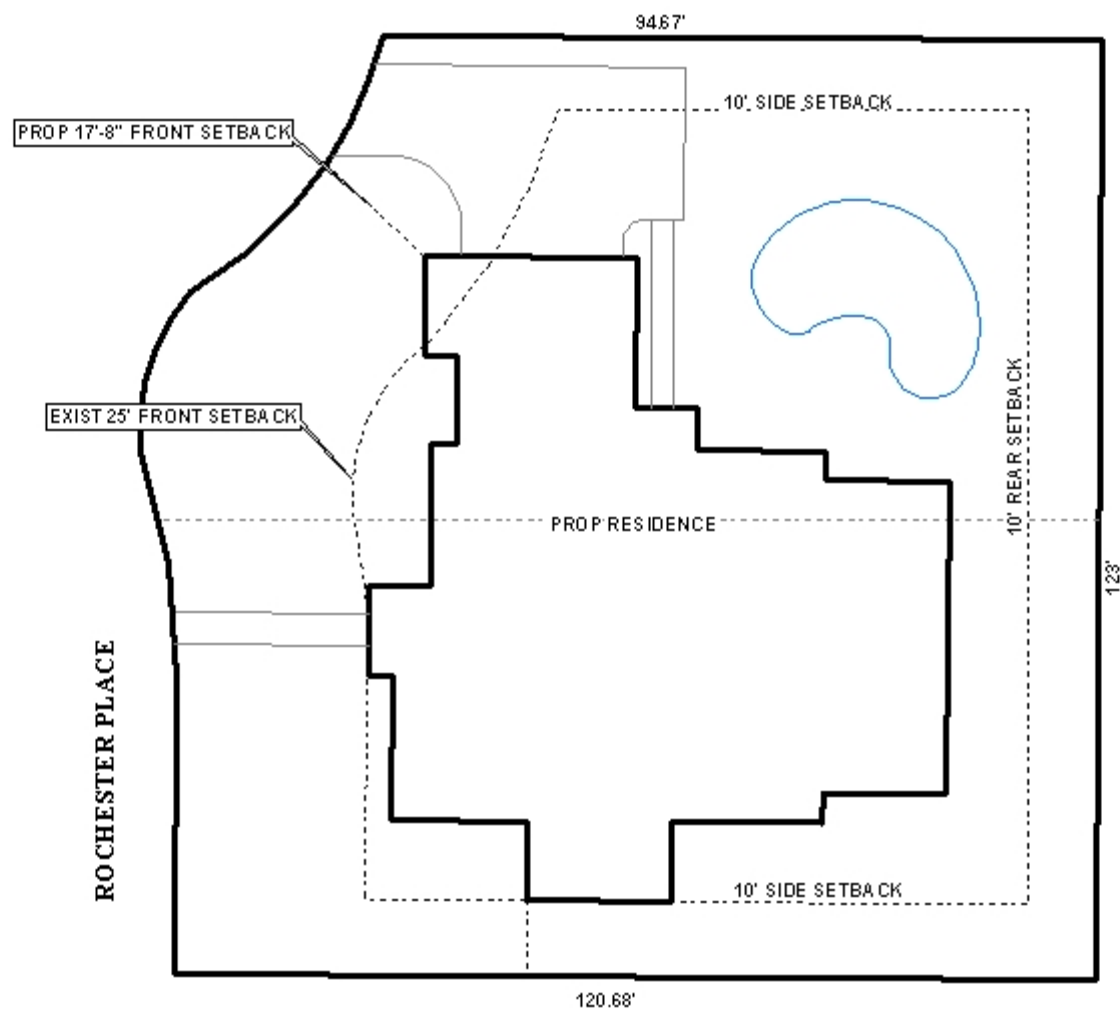 94.67'
10' SIDE SETBACK
PROP 17'-8" FRONT SETBACK
EXIST 25' FRONT SETBACK
10' REAR SETBACK
PROP RESIDENCE
123'
ROCHESTER PLACE
10' SIDE SETBACK
120.68'